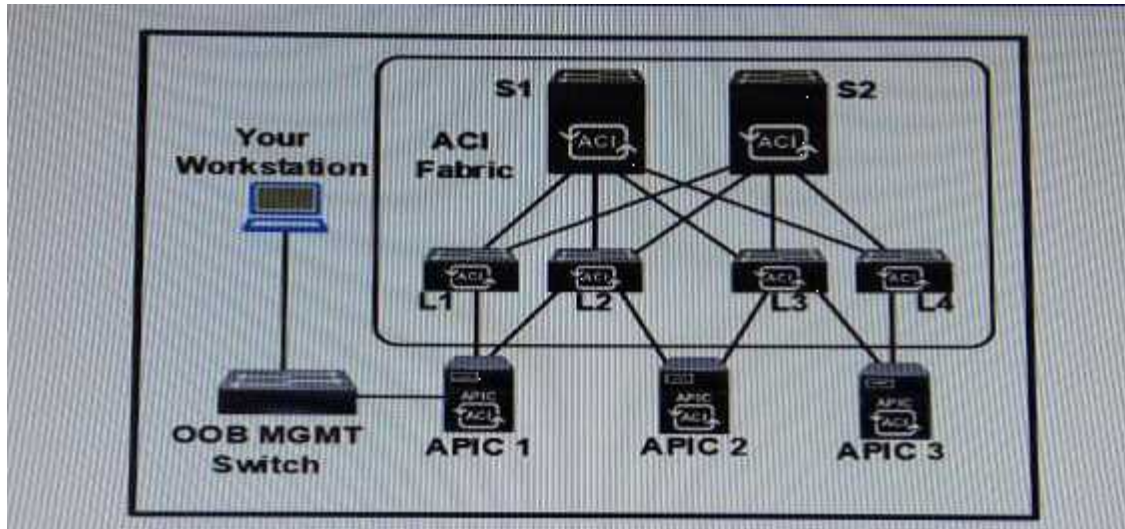 S1
S2
Your
Workstation
ACI
Fabric
ACI
ACI
ACI
ACI
ACI
ACI
L1
L2
L3
L4
APIC
ACI
APIC
ACI
APIC
ACI
OOB MGMT
Switch
APIC 1
APIC 2
APIC 3